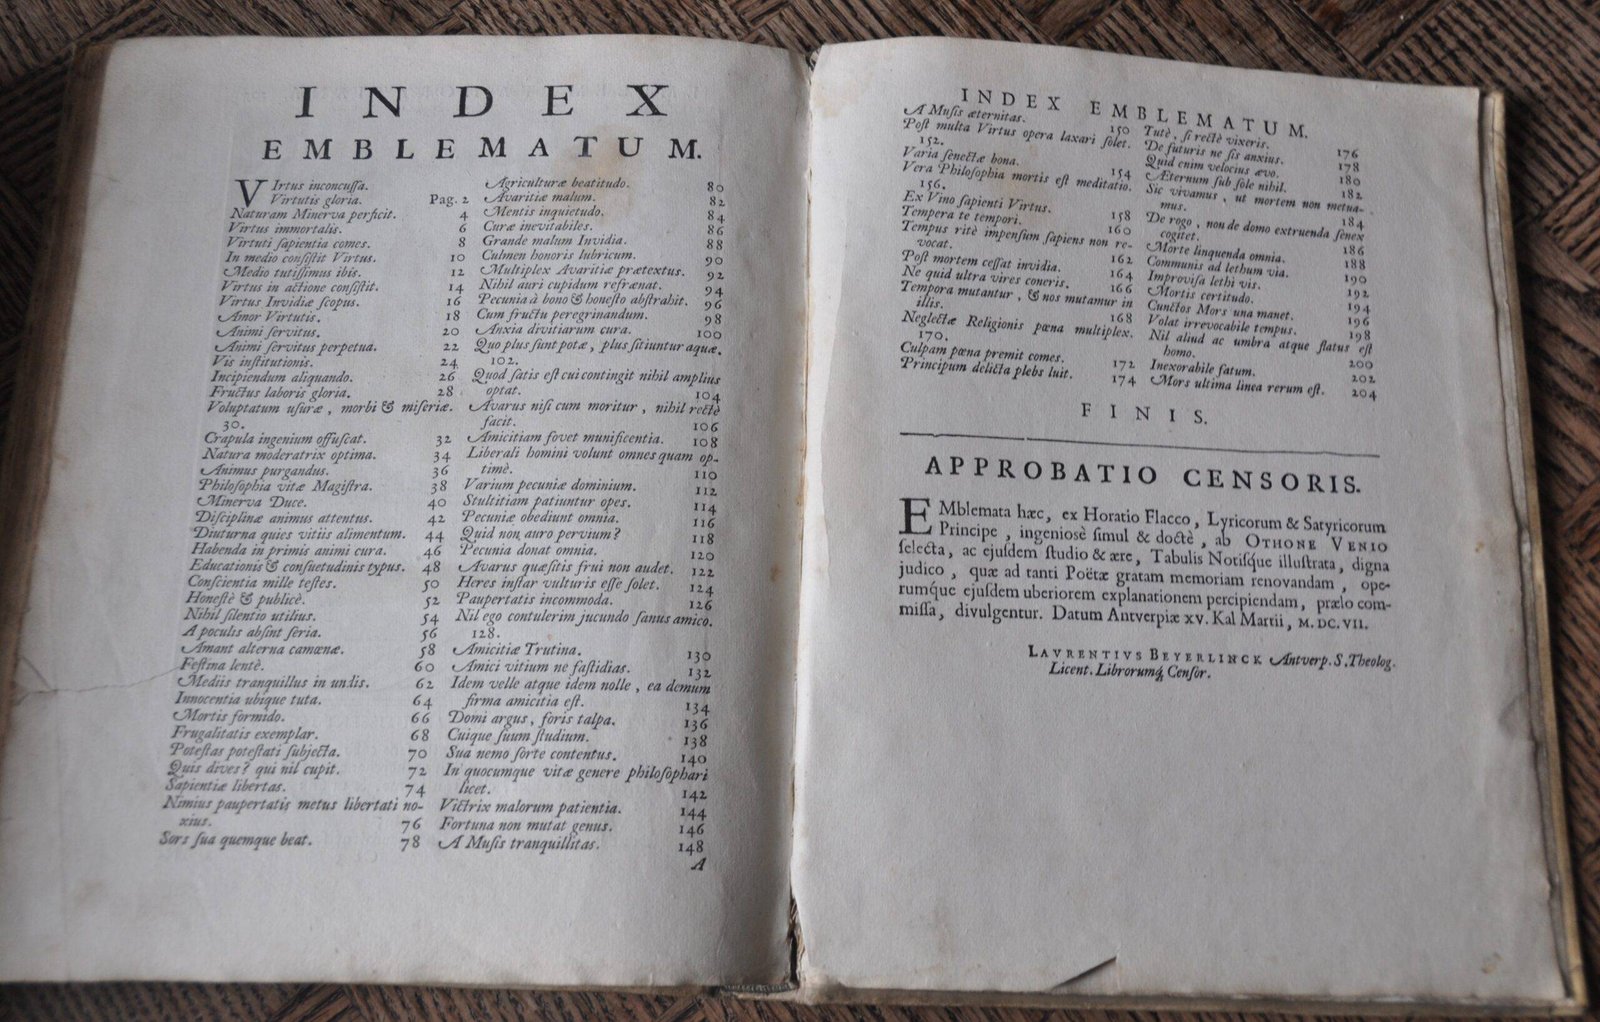 INDEX
EMBLEMATUM.
VIrtus inconcuſſa.
Virtutis gloria. Pag. 2
Naturam Minerva perficit. 4
Virtus immortalis. 6
Virtuti ſapientia comes. 8
In medio conſiſtit Virtus. 10
Medio tutiſſimus ibis. 12
Virtus in actione conſiſtit. 14
Virtus Invidiæ ſcopus. 16
Amor Virtutis. 18
Animi ſervitus. 20
Animi ſervitus perpetua. 22
Vis inſtitutionis. 24
Incipiendum aliquando. 26
Fructus laboris gloria. 28
Voluptatum uſuræ, morbi & miſeriæ.
30.
Crapula ingenium offuſcat. 32
Natura moderatrix optima. 34
Animus purgandus. 36
Philoſophia vitæ Magiſtra. 38
Minerva Duce. 40
Diſciplinæ animus attentus. 42
Diuturna quies vitiis alimentum. 44
Habenda in primis animi cura. 46
Educationis & conſuetudinis typus. 48
Conſcientia mille teſtes. 50
Honeſtè & publicè. 52
Nihil ſilentio utilius. 54
A poculis abſint ſeria. 56
Amant alterna camœnæ. 58
Feſtina lentè. 60
Mediis tranquillus in undis. 62
Innocentia ubique tuta. 64
Mortis formido. 66
Frugalitatis exemplar. 68
Poteſtas poteſtati ſubjecta. 70
Quis dives? qui nil cupit. 72
Sapientiæ libertas. 74
Nimius paupertatis metus libertati no-
xius. 76
Sors ſua quemque beat. 78
Agriculturæ beatitudo. 80
Avaritiæ malum. 82
Mentis inquietudo. 84
Curæ inevitabiles. 86
Grande malum Invidia. 88
Culmen honoris lubricum. 90
Multiplex Avaritiæ prætextus. 92
Nihil auri cupidum refrænat. 94
Pecunia à bono & honeſto abſtrahit. 96
Cum fructu peregrinandum. 98
Anxia divitiarum cura. 100
Quo plus ſunt potæ, plus ſitiuntur aquæ.
102.
Quod ſatis eſt cui contingit nihil amplius
optat. 104
Avarus niſi cum moritur, nihil rectè
facit. 106
Amicitiam fovet munificentia. 108
Liberali homini volunt omnes quam op-
timè. 110
Varium pecuniæ dominium. 112
Stultitiam patiuntur opes. 114
Pecuniæ obediunt omnia. 116
Quid non auro pervium? 118
Pecunia donat omnia. 120
Avarus quæſitis frui non audet. 122
Heres inſtar vulturis eſſe ſolet. 124
Paupertatis incommoda. 126
Nil ego contulerim jucundo ſanus amico.
128.
Amicitiæ Trutina. 130
Amici vitium ne faſtidias. 132
Idem velle atque idem nolle, ea demum
firma amicitia eſt. 134
Domi argus, foris talpa. 136
Cuique ſuum ſtudium. 138
Sua nemo ſorte contentus. 140
In quocumque vitæ genere philoſophari
licet. 142
Victrix malorum patientia. 144
Fortuna non mutat genus. 146
A Muſis tranquillitas. 148
A
INDEX EMBLEMATUM.
A Muſis æternitas. 150
Poſt multa Virtus opera laxari ſolet.
152.
Varia ſenectæ bona. 154
Vera Philoſophia mortis eſt meditatio.
156.
Ex Vino ſapienti Virtus. 158
Tempera te tempori. 160
Tempus ritè impenſum ſapiens non re-
vocat. 162
Poſt mortem ceſſat invidia. 164
Ne quid ultra vires coneris. 166
Tempora mutantur, & nos mutamur in
illis. 168
Neglectæ Religionis pœna multiplex.
170.
Culpam pœna premit comes. 172
Principum delicta plebs luit. 174
Tutè, ſi rectè vixeris. 176
De futuris ne ſis anxius. 178
Quid enim velocius ævo. 180
Æternum ſub ſole nihil. 182
Sic vivamus, ut mortem non metua-
mus. 184
De rogo, non de domo extruenda ſenex
cogitet. 186
Morte linquenda omnia. 188
Communis ad lethum via. 190
Improviſa lethi vis. 192
Mortis certitudo. 194
Cunctos Mors una manet. 196
Volat irrevocabile tempus. 198
Nil aliud ac umbra atque flatus eſt
homo. 200
Inexorabile fatum. 202
Mors ultima linea rerum eſt. 204
FINIS.
APPROBATIO CENSORIS.
EMblemata hæc, ex Horatio Flacco, Lyricorum & Satyricorum
Principe, ingeniosè ſimul & doctè, ab OTHONE VENIO
ſelecta, ac ejuſdem ſtudio & ære, Tabulis Notiſque illuſtrata, digna
judico, quæ ad tanti Poëtæ gratam memoriam renovandam, ope-
rumque ejuſdem uberiorem explanationem percipiendam, prælo com-
miſſa, divulgentur. Datum Antverpiæ XV. Kal Martii, M. DC. VII.
LAVRENTIVS BEYERLINCK Antverp. S. Theolog.
Licent. Librorumq; Cenſor.